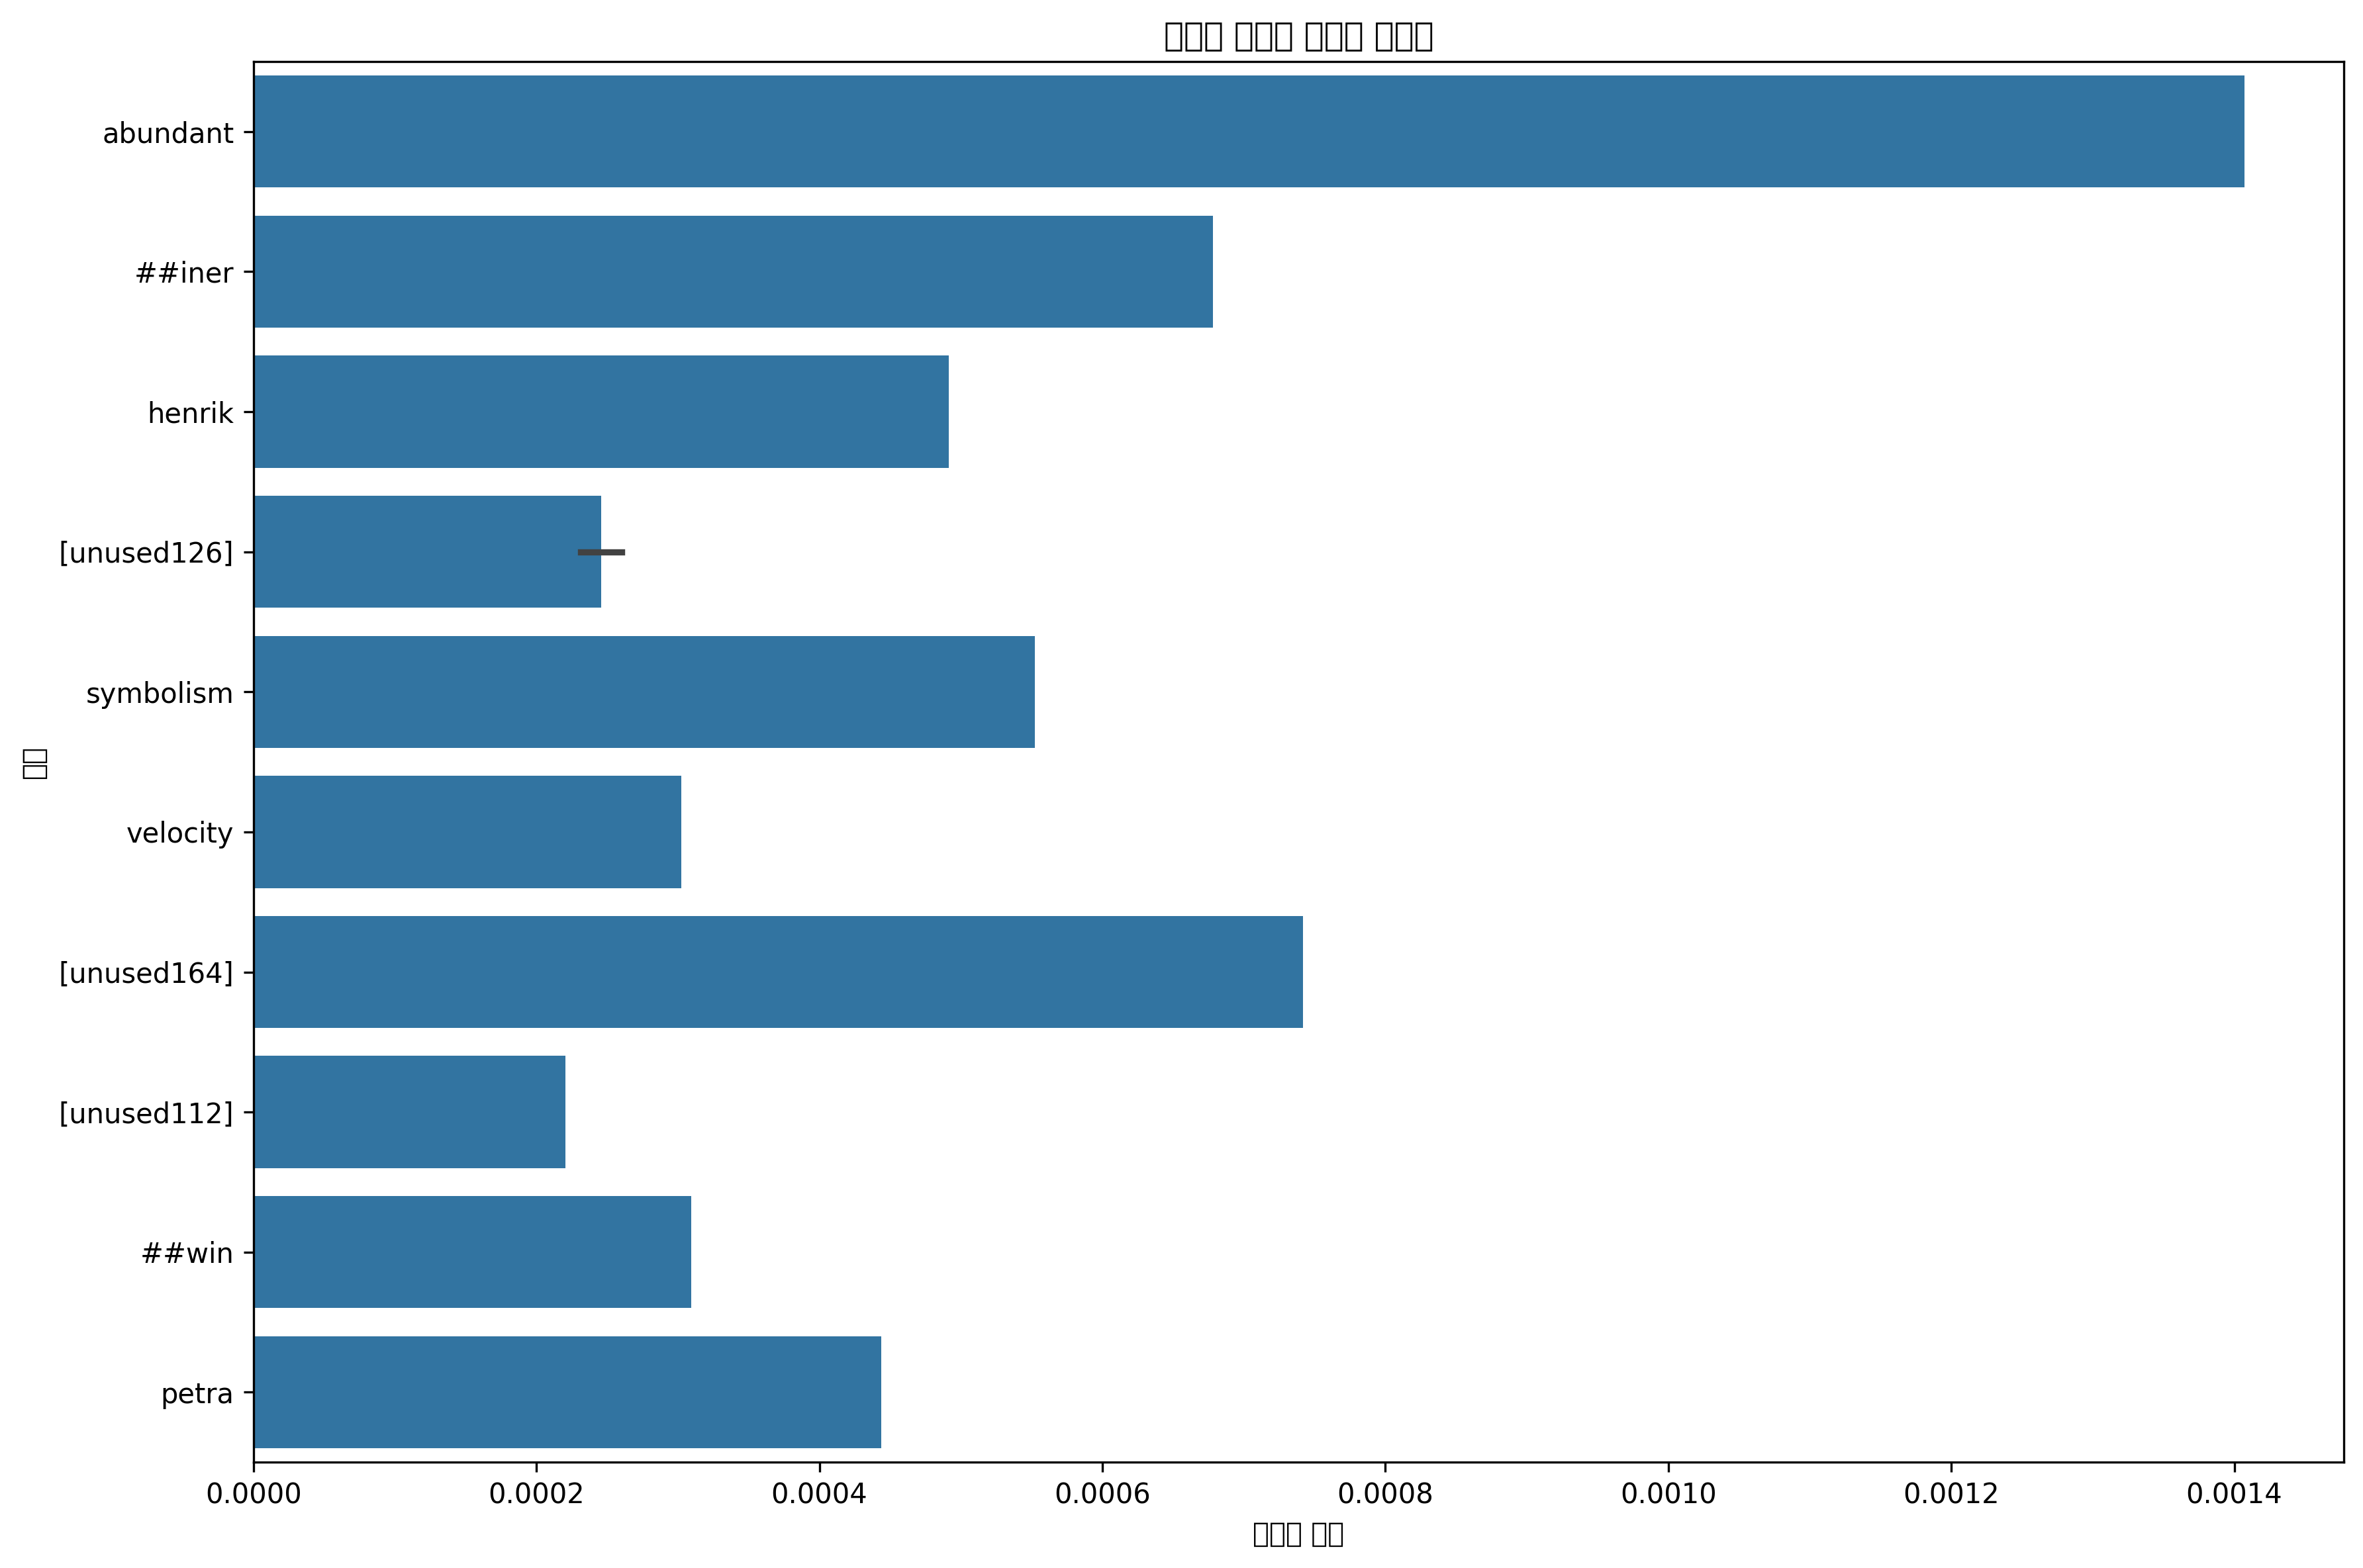 abundant
##iner
henrik
[unused126]
symbolism
velocity
[unused164]
[unused112]
##win
petra
0.0000 0.0002 0.0004 0.0006 0.0008 0.0010 0.0012 0.0014